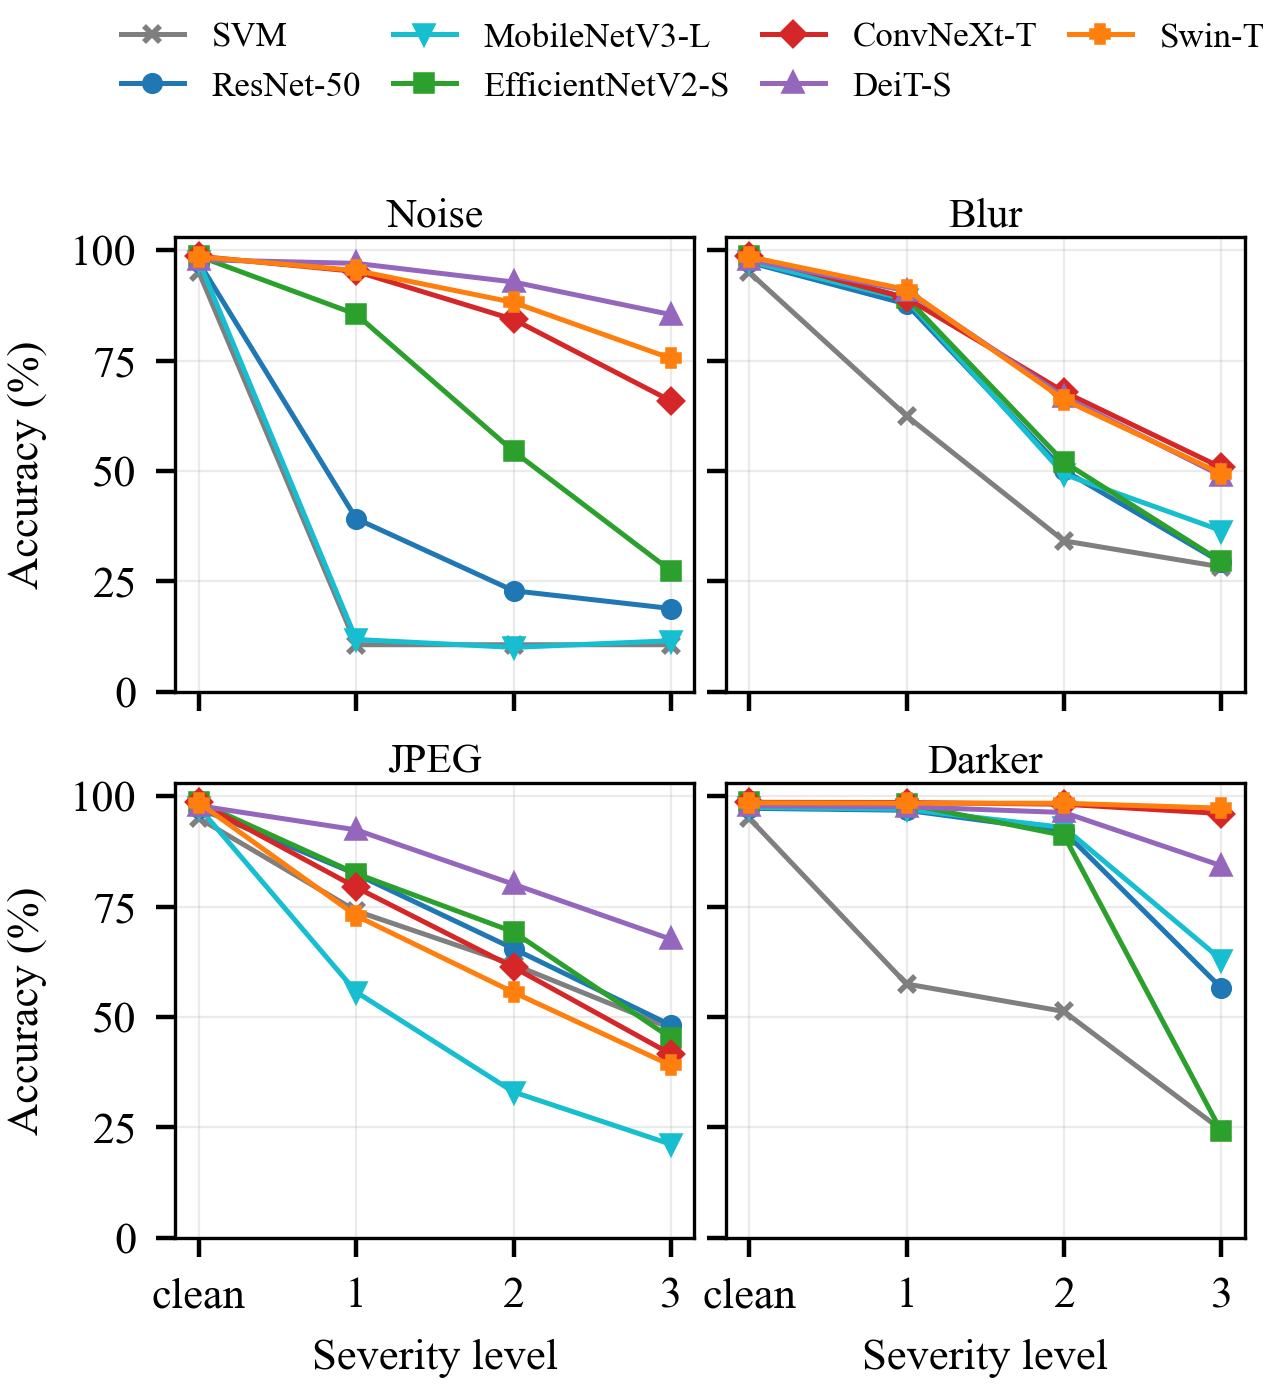 SVM MobileNetV3-L ConvNeXt-T Swin-T
ResNet-50 EfficientNetV2-S DeiT-S
Noise Blur
100
75
50
25
0
Accuracy (%)
JPEG Darker
100
75
50
25
0
Accuracy (%)
clean 1 2 3 clean 1 2 3
Severity level Severity level